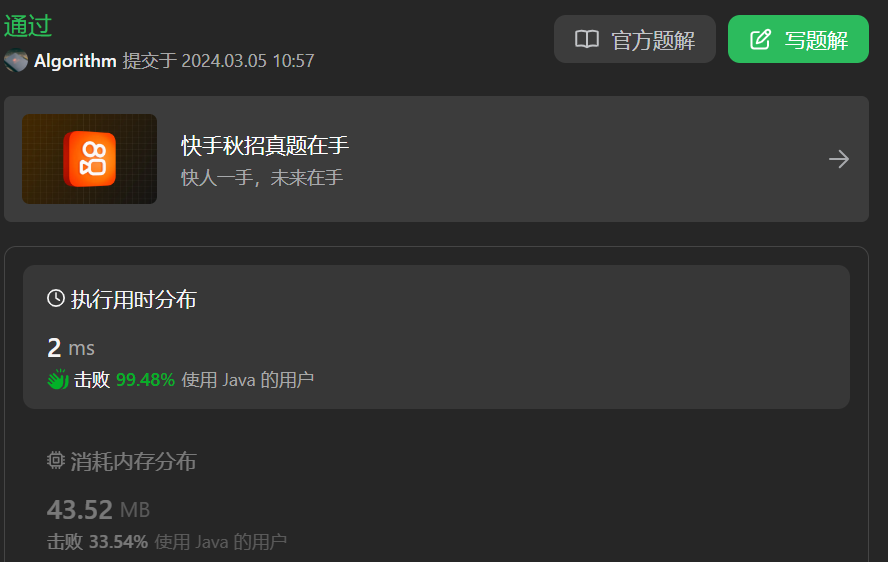 通过
官方题解
写题解
Algorithm 提交于 2024.03.05 10:57
快手秋招真题在手
快人一手，未来在手
执行用时分布
2 ms
击败 99.48% 使用 Java 的用户
消耗内存分布
43.52 MB
击败 33.54% 使用 Java 的用户